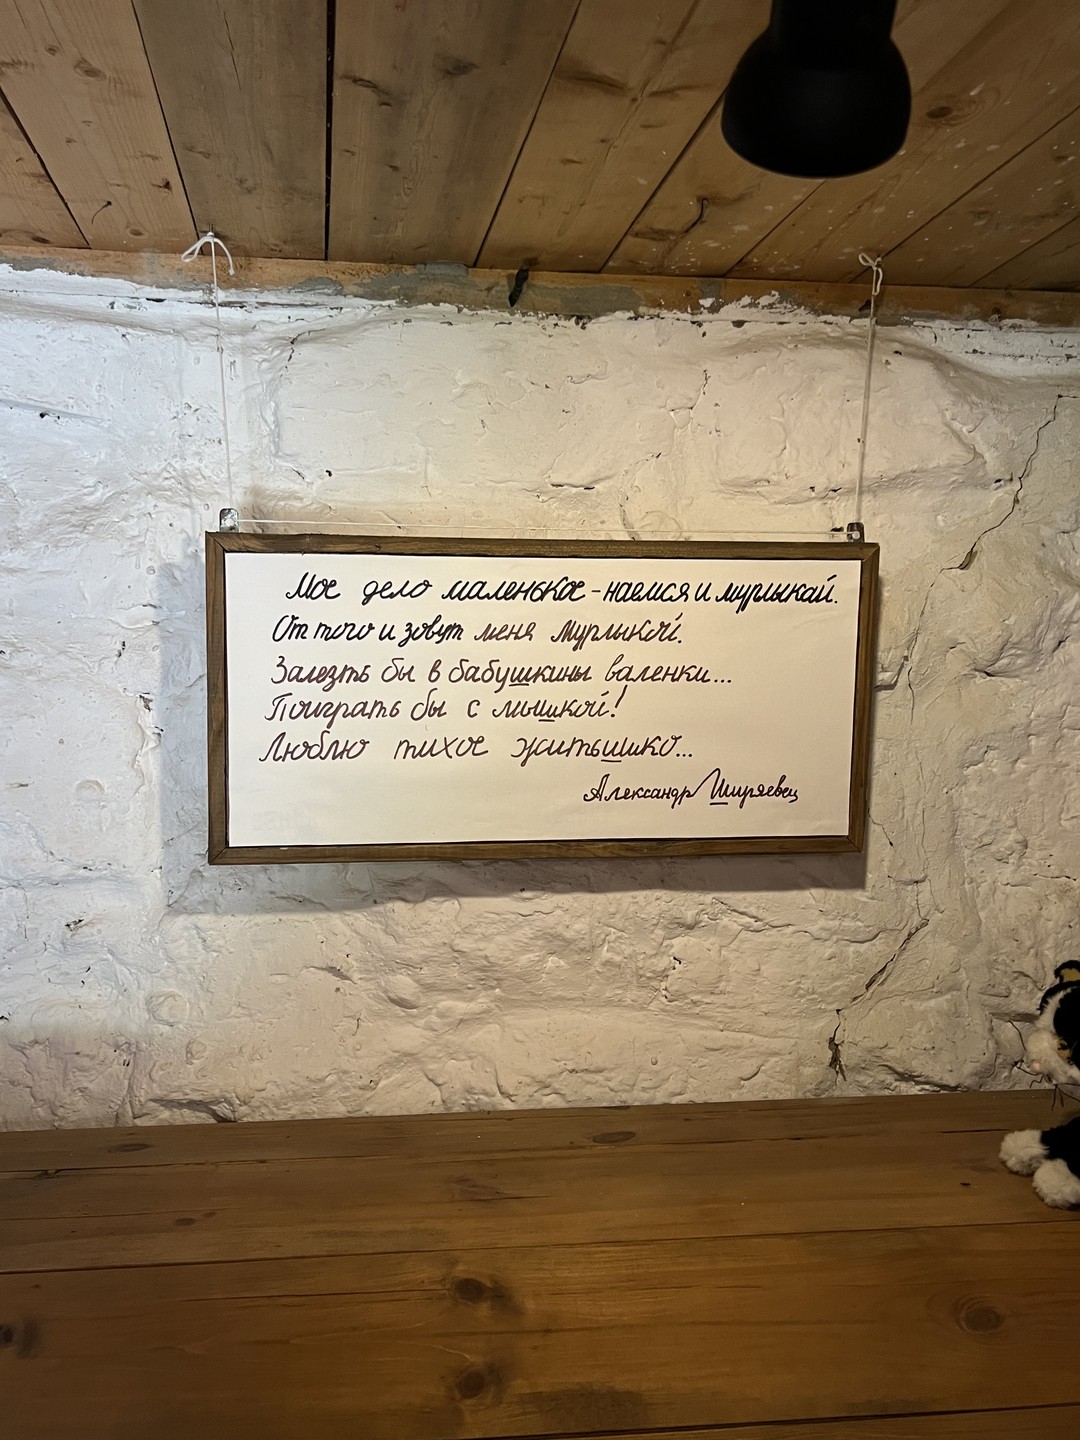 Мое дело маленькое - наемся и мурлыкай.
От того и зовут меня Мурлыкой.
Залезть бы в бабушкины валенки...
Поиграть бы с мышкой!
Люблю тихое житьишко...
Александр Ширяевец